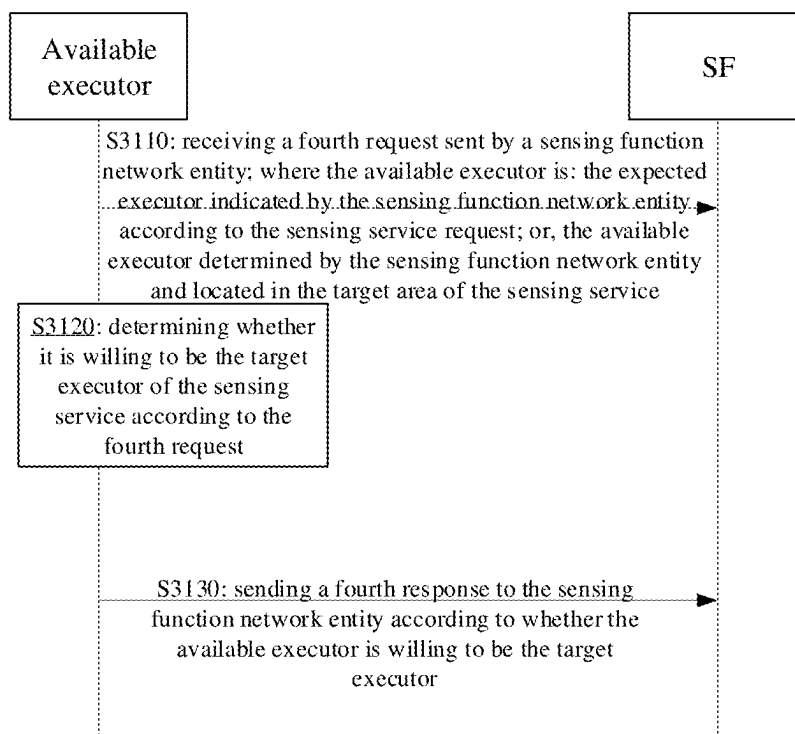 Available
executor
SF
S3110: receiving a fourth request sent by a sensing function
network entity; where the available executor is: the expected
executor indicated by the sensing function network entity
according to the sensing service request; or, the available
executor determined by the sensing function network entity
and located in the target area of the sensing service
S3120: determining whether
it is willing to be the target
executor of the sensing
service according to the
fourth request
S3130: sending a fourth response to the sensing
function network entity according to whether the
available executor is willing to be the target
executor